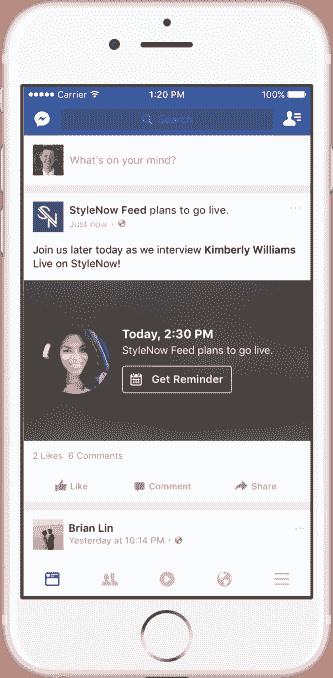 Carrier
1:20 PM
100%
Search
What's on your mind?
SN
StyleNow Feed plans to go live.
Just now
Join us later today as we interview Kimberly Williams
Live on StyleNow!
Today, 2:30 PM
StyleNow Feed plans to go live.
Get Reminder
2 Likes 6 Comments
Like
Comment
Share
Brian Lin
Yesterday at 10:14 PM